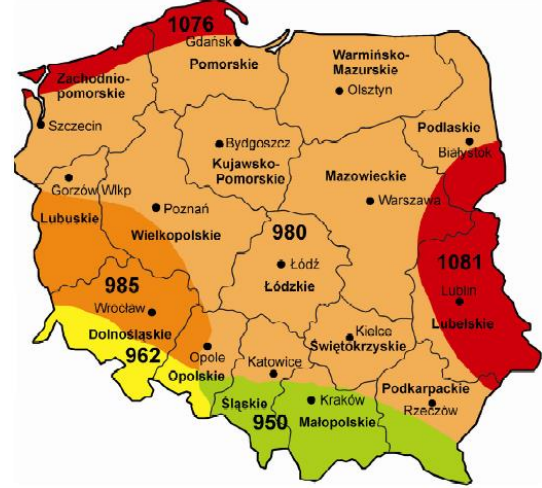 1076
Gdańsk
Pomorskie
Warmińsko-
Mazurskie
Olsztyn
Zachodnio-
pomorskie
Szczecin
Podlaskie
Białystok
Bydgoszcz
Kujawsko-
Pomorskie
Mazowieckie
Warszawa
Gorzów Wlkp
Lubuskie
Poznań
Wielkopolskie
980
Łódź
Łódzkie
1081
Lublin
Lubelskie
985
Wrocław
Dolnośląskie
962
Opole
Opolskie
Katowice
Kielce
Świętokrzyskie
Śląskie
950
Kraków
Małopolskie
Podkarpackie
Rzeczów